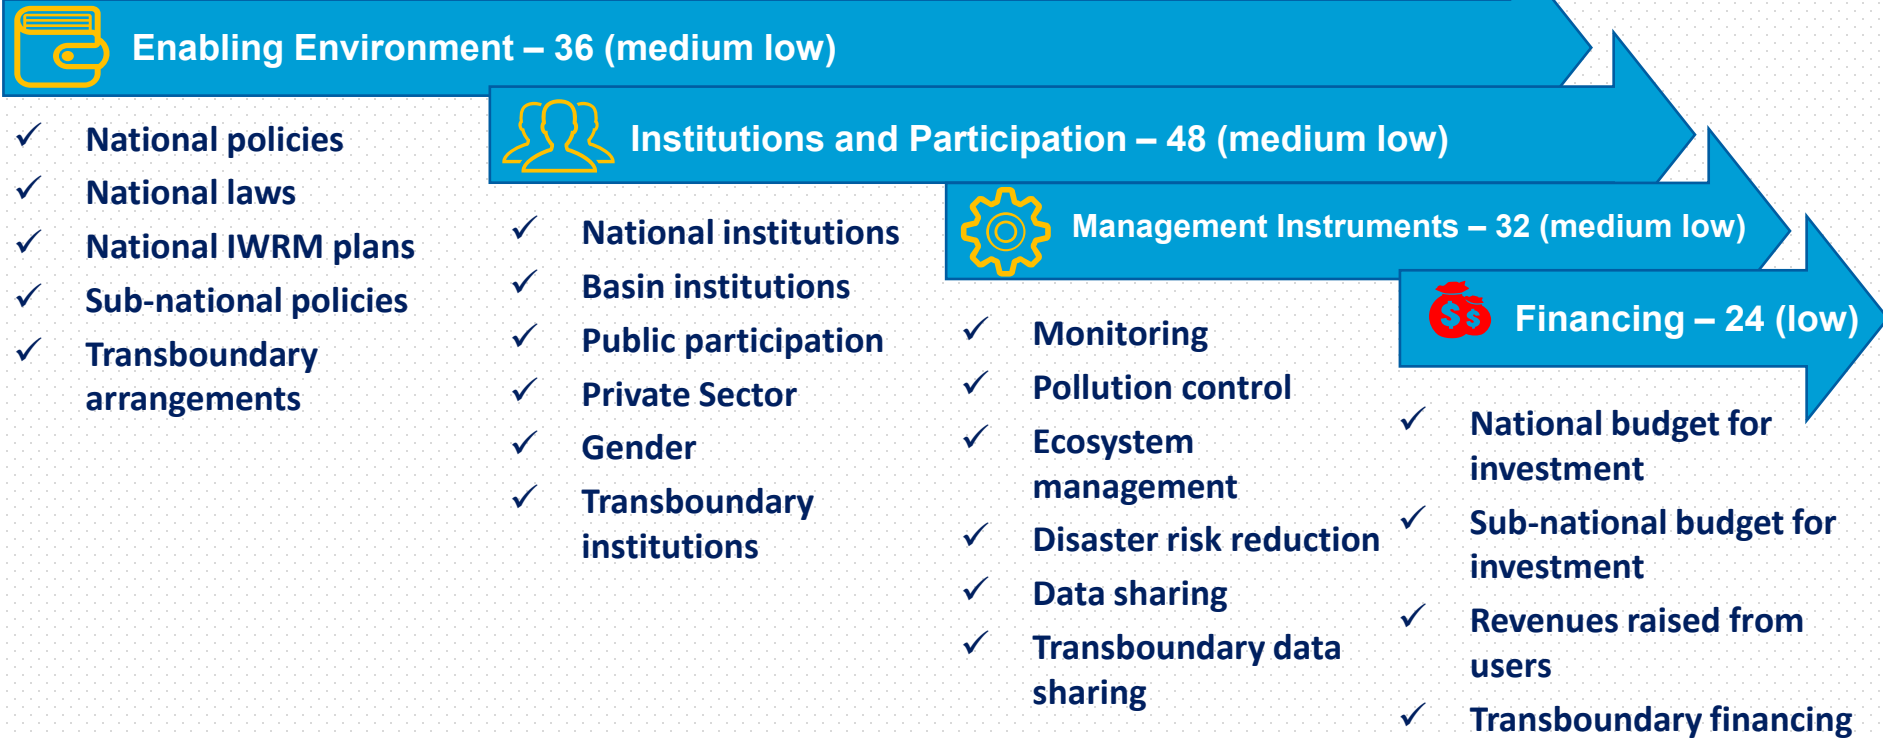 Enabling Environment – 36 (medium low)
✓ National policies
✓ National laws
✓ National IWRM plans
✓ Sub-national policies
✓ Transboundary
arrangements
Institutions and Participation – 48 (medium low)
✓ National institutions
✓ Basin institutions
✓ Public participation
✓ Private Sector
✓ Gender
✓ Transboundary
institutions
Management Instruments – 32 (medium low)
✓ Monitoring
✓ Pollution control
✓ Ecosystem
management
✓ Disaster risk reduction
✓ Data sharing
✓ Transboundary data
sharing
$ $
Financing – 24 (low)
✓ National budget for
investment
✓ Sub-national budget for
investment
✓ Revenues raised from
users
✓ Transboundary financing